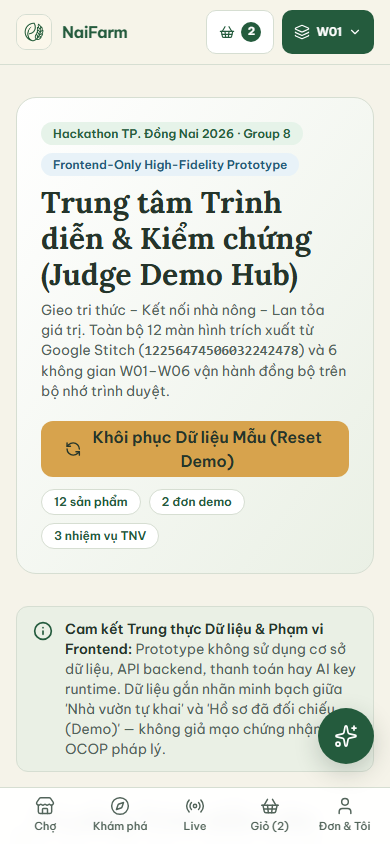 NaiFarm
2
W01
Hackathon TP. Đồng Nai 2026 · Group 8
Frontend-Only High-Fidelity Prototype
Trung tâm Trình
diễn & Kiểm chứng
(Judge Demo Hub)
Gieo tri thức – Kết nối nhà nông – Lan tỏa
giá trị. Toàn bộ 12 màn hình trích xuất từ
Google Stitch (12256474506032242478) và 6
không gian W01–W06 vận hành đồng bộ trên
bộ nhớ trình duyệt.
Khôi phục Dữ liệu Mẫu (Reset
Demo)
12 sản phẩm
2 đơn demo
3 nhiệm vụ TNV
Cam kết Trung thực Dữ liệu & Phạm vi
Frontend: Prototype không sử dụng cơ sở
dữ liệu, API backend, thanh toán hay AI key
runtime. Dữ liệu gắn nhãn minh bạch giữa
'Nhà vườn tự khai' và 'Hồ sơ đã đối chiếu
(Demo)' — không giả mạo chứng nhận
OCOP pháp lý.
Chợ
Khám phá
Live
Giỏ (2)
Đơn & Tôi